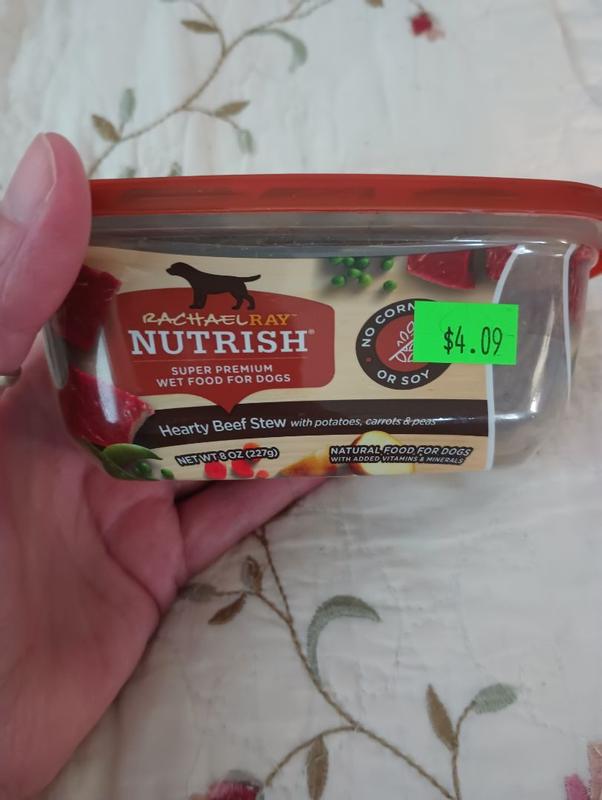 RACHAEL RAY™
NUTRISH®
SUPER PREMIUM
WET FOOD FOR DOGS
NO CORN
OR SOY
$4.09
Hearty Beef Stew with potatoes, carrots & peas
NET WT 8 OZ (227g)
NATURAL FOOD FOR DOGS
WITH ADDED VITAMINS & MINERALS